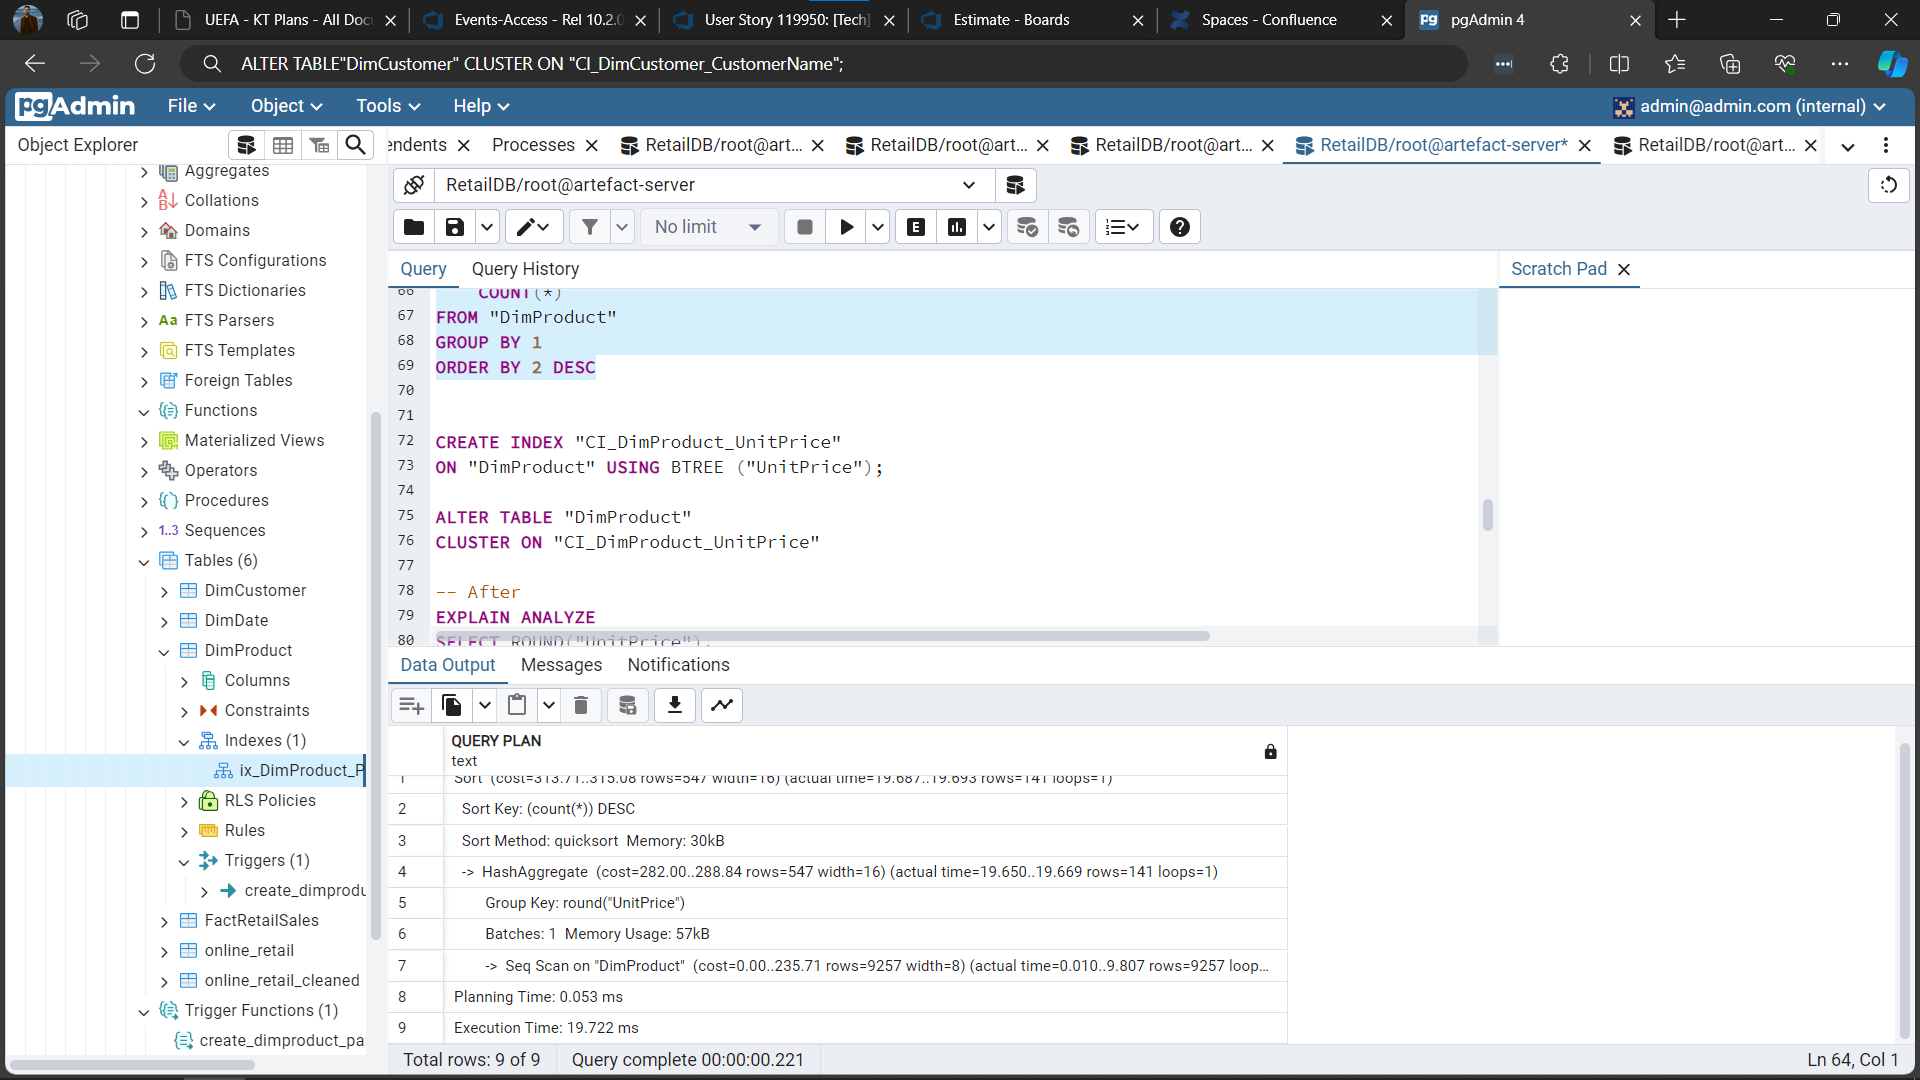 UEFA - KT Plans - All Doc
Events-Access - Rel 10.2.0
User Story 119950: [Tech]
Estimate - Boards
Spaces - Confluence
pgAdmin 4
ALTER TABLE"DimCustomer" CLUSTER ON "CI_DimCustomer_CustomerName";
pgAdmin
File
Object
Tools
Help
admin@admin.com (internal)
Object Explorer
endents
Processes
RetailDB/root@art...
RetailDB/root@art...
RetailDB/root@art...
RetailDB/root@artefact-server*
RetailDB/root@art...
Aggregates
Collations
Domains
FTS Configurations
FTS Dictionaries
Aa FTS Parsers
FTS Templates
Foreign Tables
Functions
Materialized Views
Operators
Procedures
1..3 Sequences
Tables (6)
DimCustomer
DimDate
DimProduct
Columns
Constraints
Indexes (1)
ix_DimProduct_P
RLS Policies
Rules
Triggers (1)
create_dimprodu
FactRetailSales
online_retail
online_retail_cleaned
Trigger Functions (1)
create_dimproduct_pa
RetailDB/root@artefact-server
No limit
E
Query
Query History
Scratch Pad
66 COUNT(*)
67 FROM "DimProduct"
68 GROUP BY 1
69 ORDER BY 2 DESC
70
71
72 CREATE INDEX "CI_DimProduct_UnitPrice"
73 ON "DimProduct" USING BTREE ("UnitPrice");
74
75 ALTER TABLE "DimProduct"
76 CLUSTER ON "CI_DimProduct_UnitPrice"
77
78 -- After
79 EXPLAIN ANALYZE
80 SELECT ROUND("UnitPrice"),
Data Output
Messages
Notifications
QUERY PLAN
text
1 Sort (cost=313.71..315.08 rows=547 width=16) (actual time=19.687..19.693 rows=141 loops=1)
2 Sort Key: (count(*)) DESC
3 Sort Method: quicksort Memory: 30kB
4 -> HashAggregate (cost=282.00..288.84 rows=547 width=16) (actual time=19.650..19.669 rows=141 loops=1)
5 Group Key: round("UnitPrice")
6 Batches: 1 Memory Usage: 57kB
7 -> Seq Scan on "DimProduct" (cost=0.00..235.71 rows=9257 width=8) (actual time=0.010..9.807 rows=9257 loop...
8 Planning Time: 0.053 ms
9 Execution Time: 19.722 ms
Total rows: 9 of 9
Query complete 00:00:00.221
Ln 64, Col 1